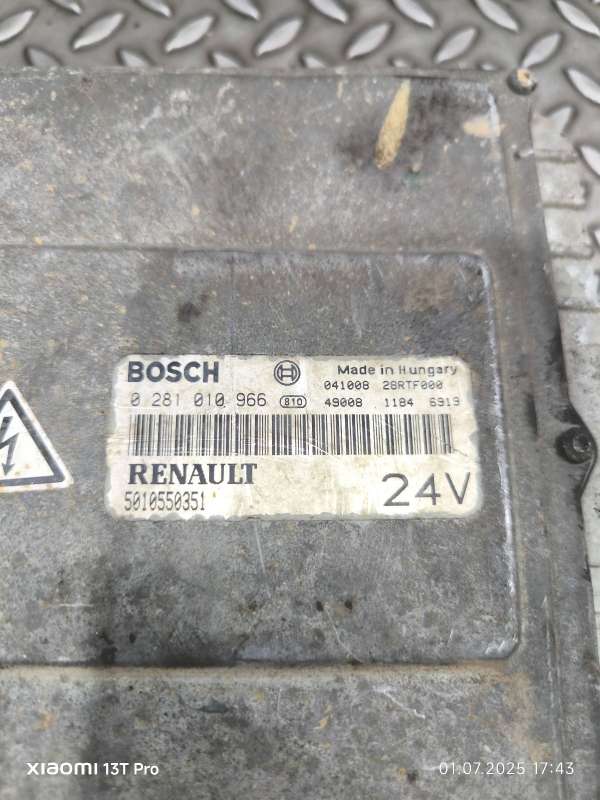 BOSCH Made in Hungary
041008 28RTF000
0 281 010 966 810 49008 1184 6919
RENAULT
5010550351 24V
XIAOMI 13T Pro 01.07.2025 17:43